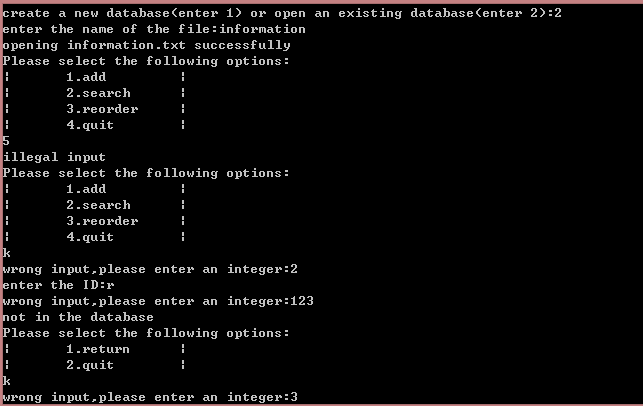 create a new database(enter 1) or open an existing database(enter 2):2
enter the name of the file:information
opening information.txt successfully
Please select the following options:
¦       1.add         ¦
¦       2.search      ¦
¦       3.reorder     ¦
¦       4.quit        ¦
5
illegal input
Please select the following options:
¦       1.add         ¦
¦       2.search      ¦
¦       3.reorder     ¦
¦       4.quit        ¦
k
wrong input,please enter an integer:2
enter the ID:r
wrong input,please enter an integer:123
not in the database
Please select the following options:
¦       1.return      ¦
¦       2.quit        ¦
k
wrong input,please enter an integer:3